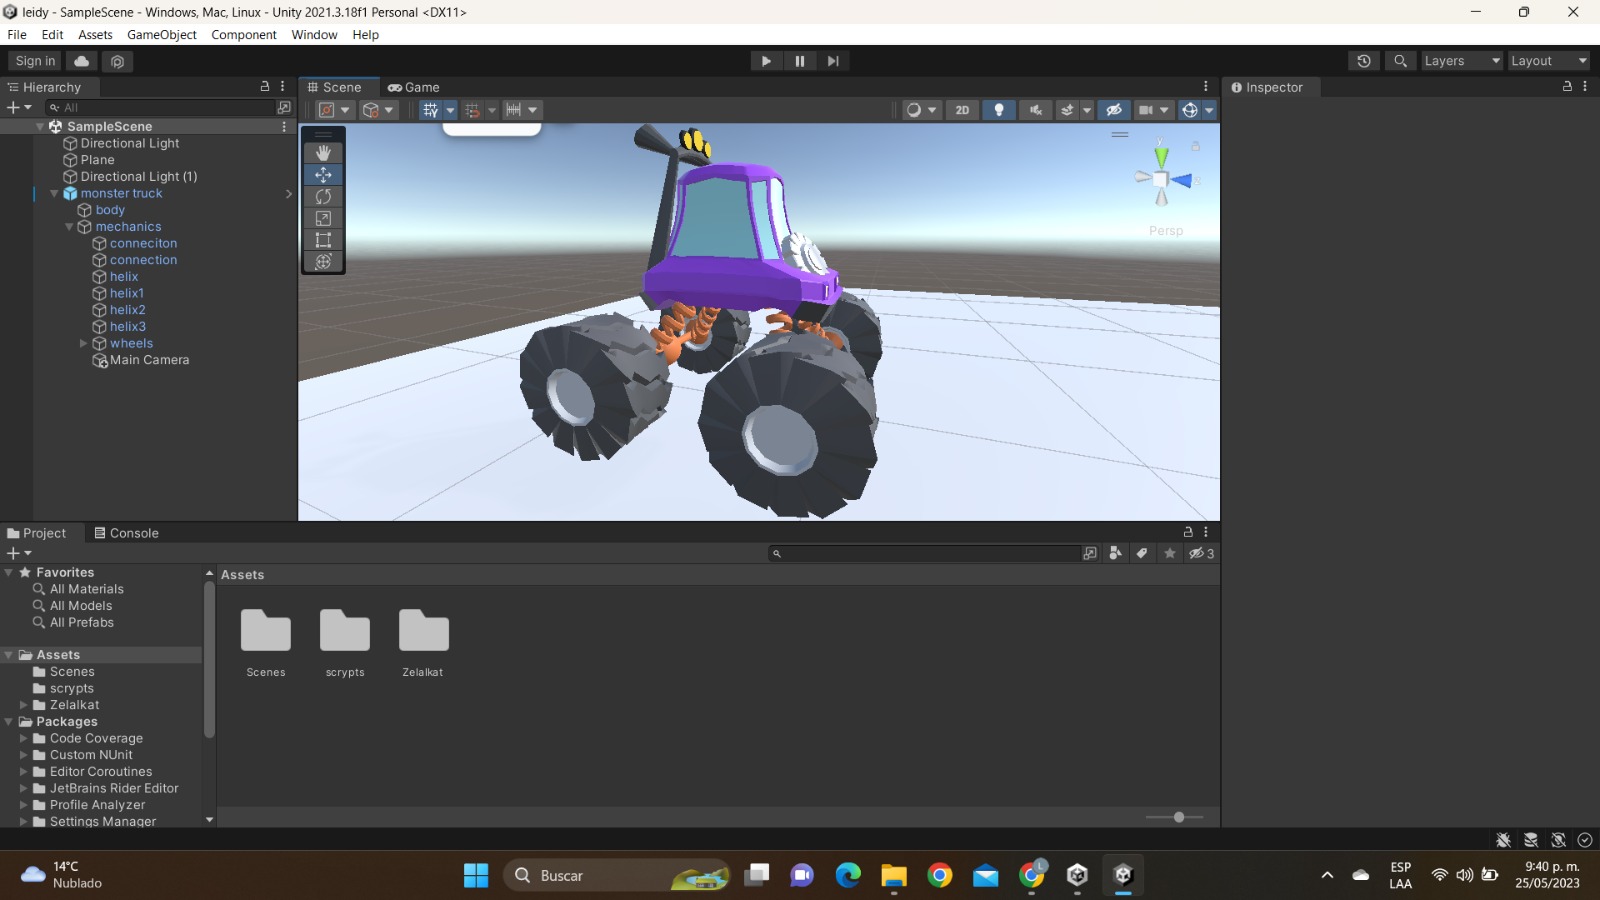 leidy - SampleScene - Windows, Mac, Linux - Unity 2021.3.18f1 Personal <DX11>
File Edit Assets GameObject Component Window Help
Sign in Layers Layout
Hierarchy Scene Game Inspector
All
2D
SampleScene
Directional Light
Plane
Directional Light (1)
monster truck
body
mechanics
conneciton
connection
helix
helix1
helix2
helix3
wheels
Main Camera
y
z
Persp
Project Console
3
Favorites
All Materials
All Models
All Prefabs
Assets
Scenes
scrypts
Zelalkat
Packages
Code Coverage
Custom NUnit
Editor Coroutines
JetBrains Rider Editor
Profile Analyzer
Settings Manager
Assets
Scenes scrypts Zelalkat
14°C
Nublado
Buscar
L
ESP
LAA
9:40 p. m.
25/05/2023